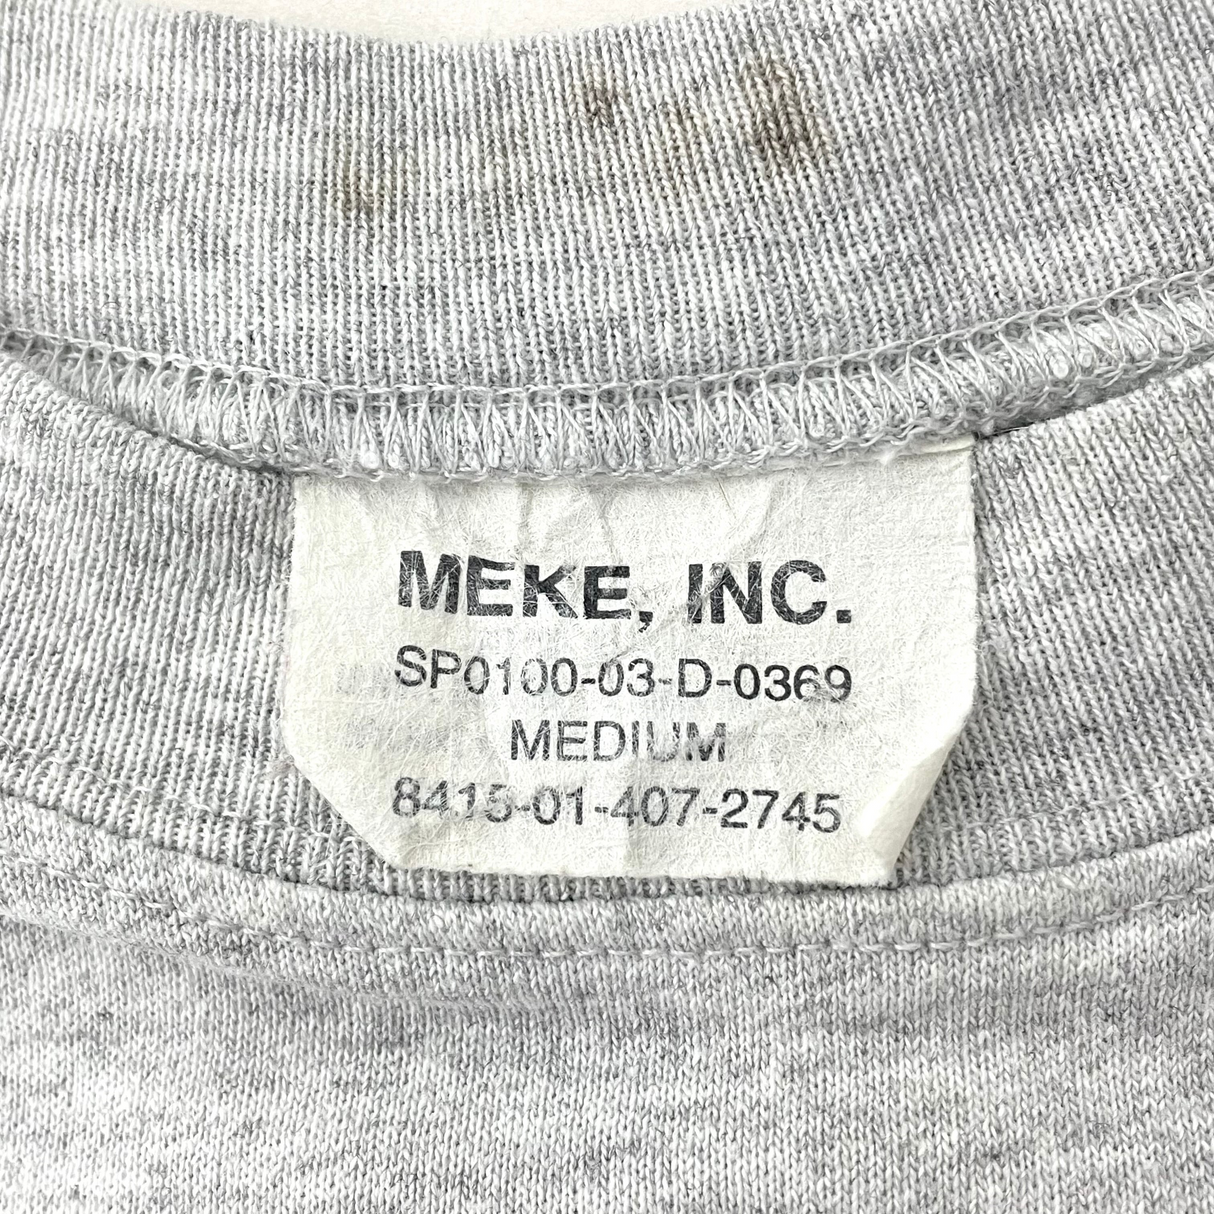 MEKE, INC.
SP0100-03-D-0369
MEDIUM
8415-01-407-2745